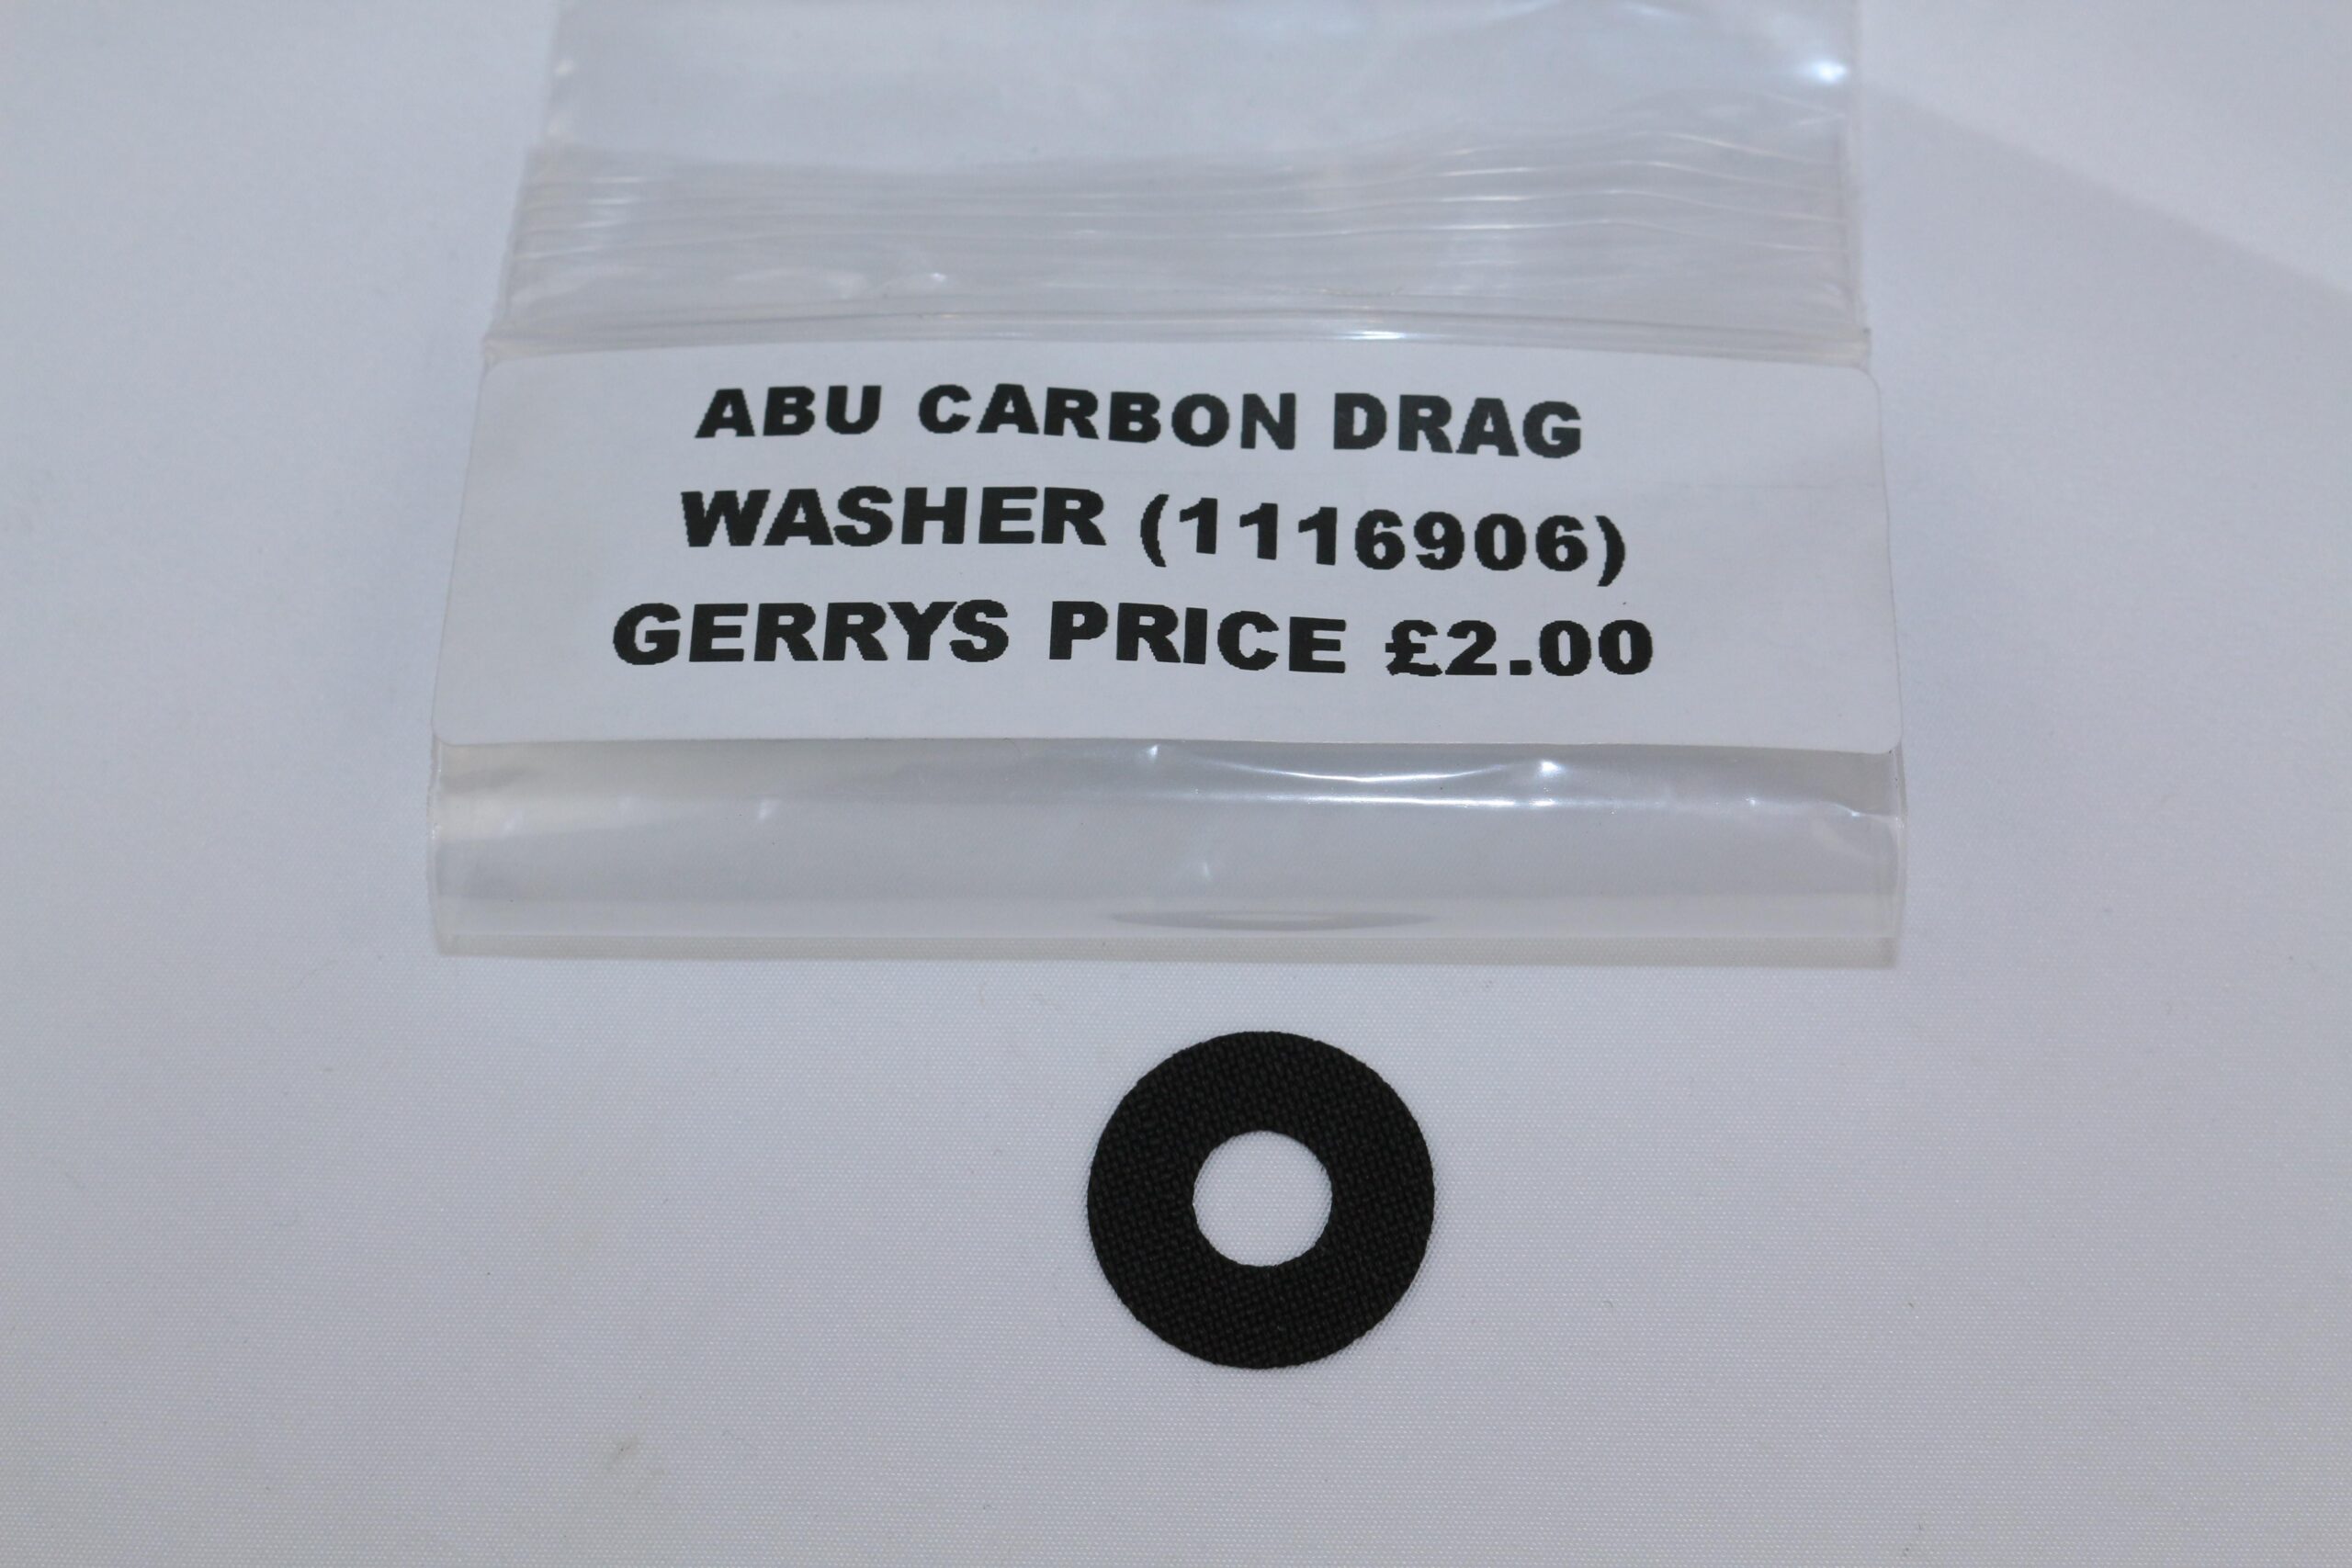 ABU CARBON DRAG
WASHER (1116906)
GERRYS PRICE £2.00